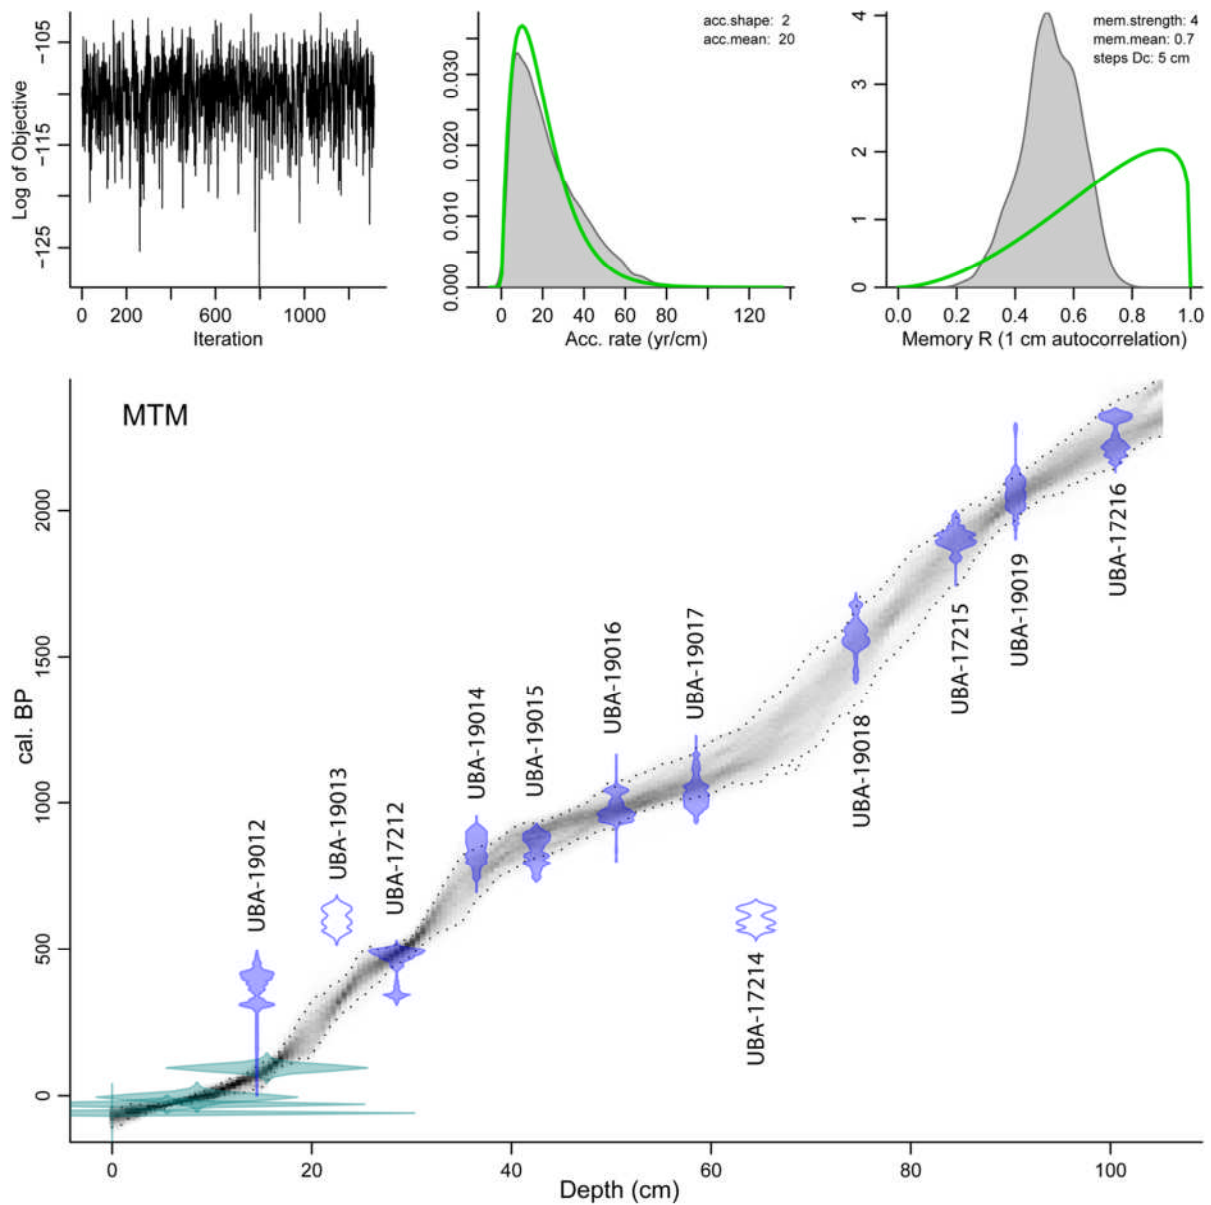 Log of Objective
-105
-115
-125
0
200
600
1000
Iteration
acc.shape: 2
acc.mean: 20
0.030
0.020
0.010
0.000
0
20
40
60
80
120
Acc. rate (yr/cm)
mem.strength: 4
mem.mean: 0.7
steps Dc: 5 cm
4
3
2
1
0
0.0
0.2
0.4
0.6
0.8
1.0
Memory R (1 cm autocorrelation)
MTM
cal. BP
2000
1500
1000
500
0
UBA-19012
UBA-19013
UBA-17212
UBA-19014
UBA-19015
UBA-19016
UBA-19017
UBA-17214
UBA-19018
UBA-17215
UBA-19019
UBA-17216
0
20
40
60
80
100
Depth (cm)